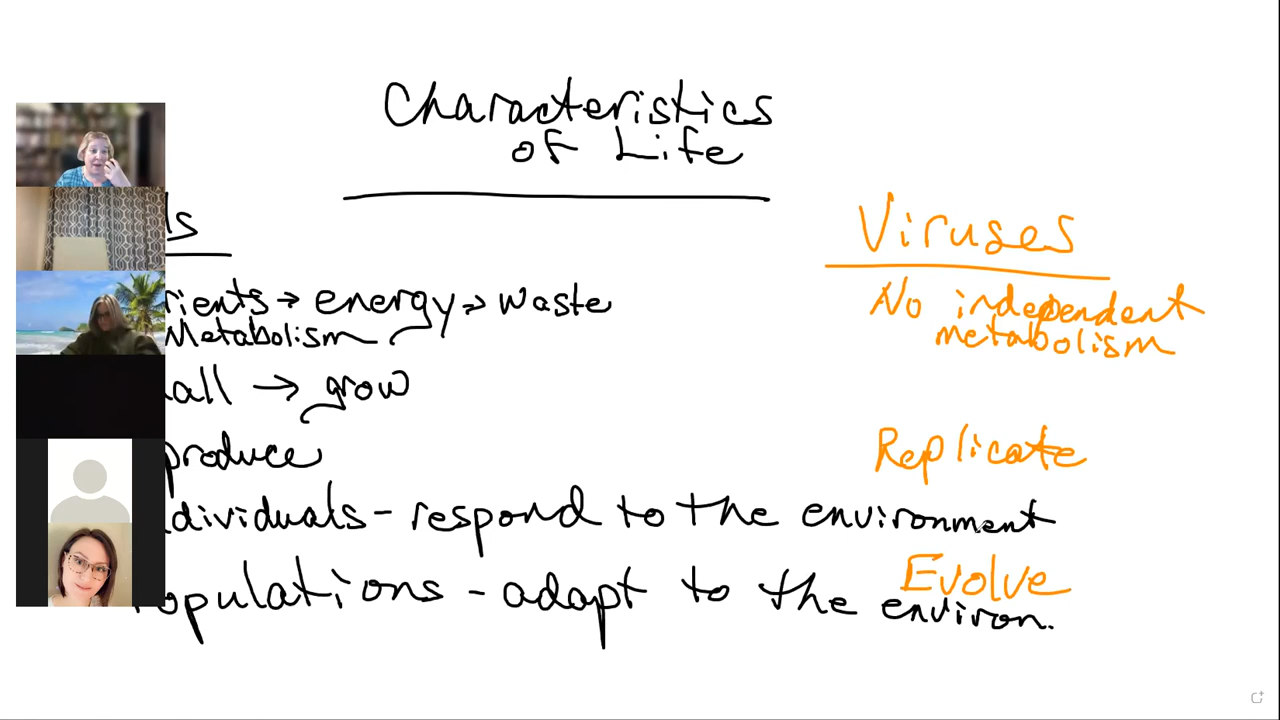 Characteristics
of Life
ls
Viruses
rients → energy → waste
Metabolism
No independent
metabolism
all → grow
produce
Replicate
dividuals - respond to the environment
Evolve
opulations - adapt to the environ.